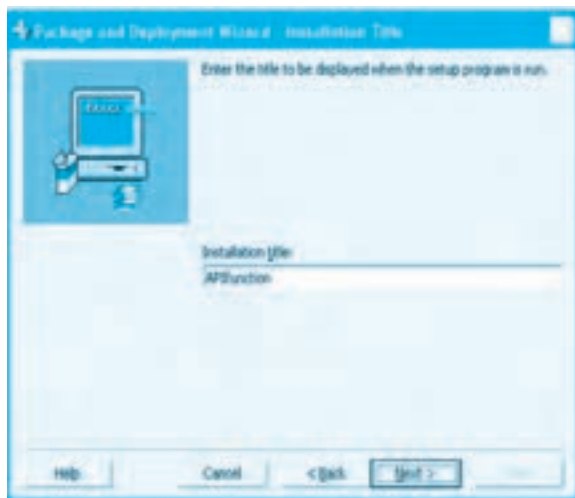 Package and Deployment Wizard - Installation Title
Enter the title to be displayed when the setup program is run.
Installation title:
APIfunction
Help
Cancel
< Back
Next >